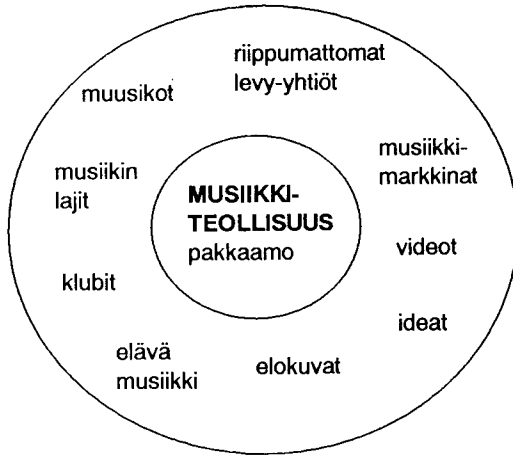 riippumattomat
levy-yhtiöt
muusikot
musiikki-
markkinat
musiikin
lajit
MUSIIKKI-
TEOLLISUUS
pakkaamo
videot
klubit
ideat
elävä
musiikki
elokuvat